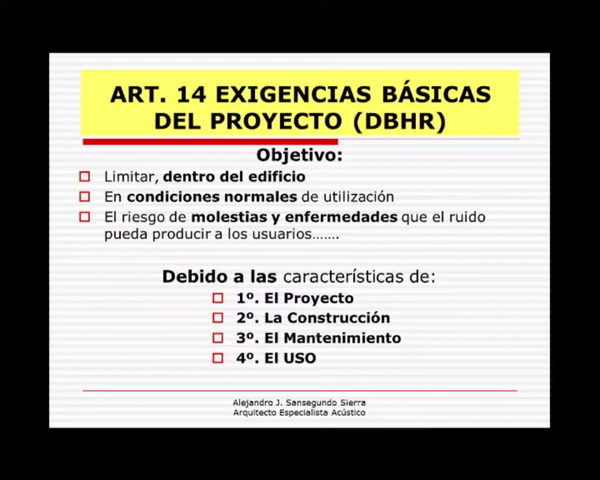 ART. 14 EXIGENCIAS BÁSICAS
DEL PROYECTO (DBHR)
Objetivo:
Limitar, dentro del edificio
En condiciones normales de utilización
El riesgo de molestias y enfermedades que el ruido
pueda producir a los usuarios…….
Debido a las características de:
1º. El Proyecto
2º. La Construcción
3º. El Mantenimiento
4º. El USO
Alejandro J. Sansegundo Sierra
Arquitecto Especialista Acústico